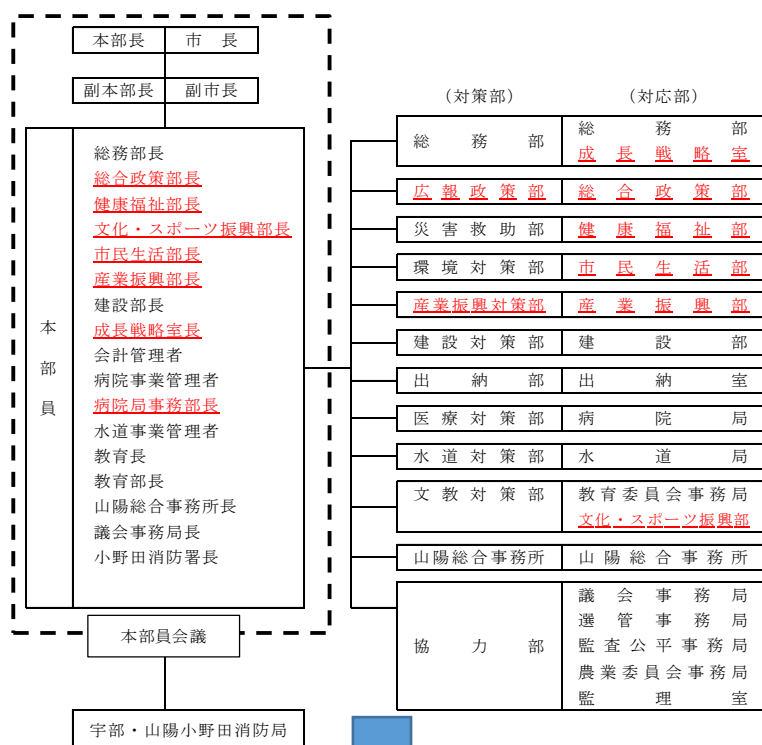 本部長 市長
副本部長 副市長
本部員
総務部長
総合政策部長
健康福祉部長
文化・スポーツ振興部長
市民生活部長
産業振興部長
建設部長
成長戦略室長
会計管理者
病院事業管理者
病院局事務部長
水道事業管理者
教育長
教育部長
山陽総合事務所長
議会事務局長
小野田消防署長
本部員会議
宇部・山陽小野田消防局
(対策部) (対応部)
総務部 総務部
成長戦略室
広報政策部 総合政策部
災害救助部 健康福祉部
環境対策部 市民生活部
産業振興対策部 産業振興部
建設対策部 建設部
出納部 出納室
医療対策部 病院局
水道対策部 水道局
文教対策部 教育委員会事務局
文化・スポーツ振興部
山陽総合事務所 山陽総合事務所
協力部 議会事務局
選管事務局
監査公平事務局
農業委員会事務局
監理室